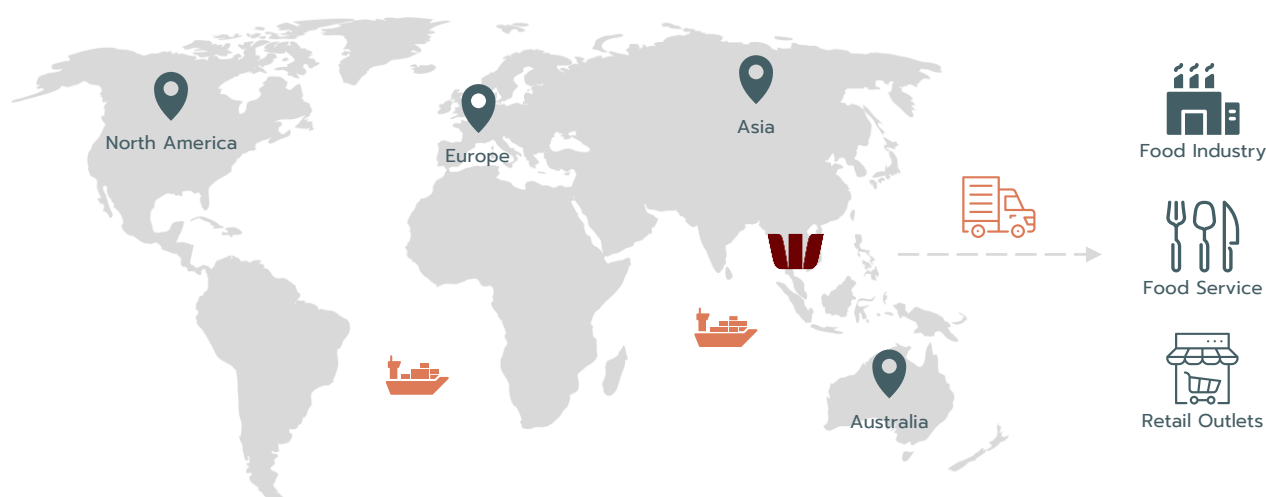 North America
Europe
Asia
Australia
Food Industry
Food Service
Retail Outlets